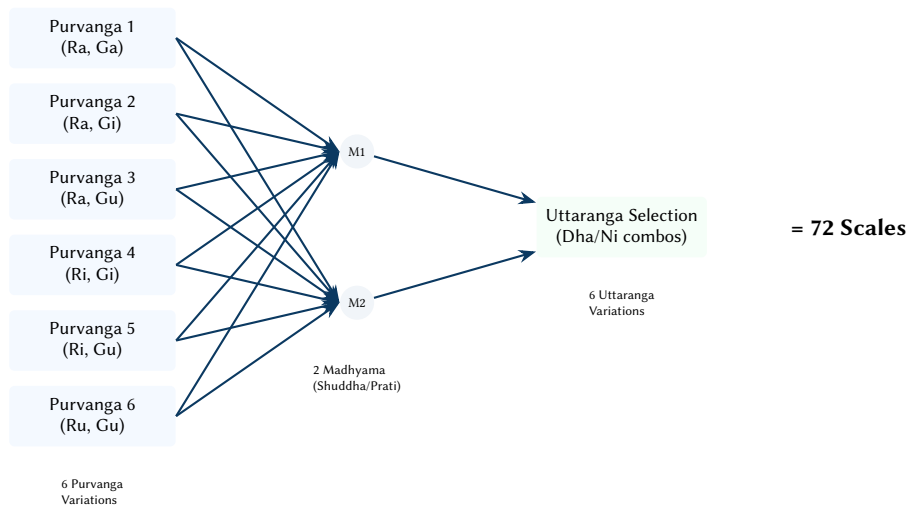 Purvanga 1
(Ra, Ga)
Purvanga 2
(Ra, Gi)
Purvanga 3
(Ra, Gu)
Purvanga 4
(Ri, Gi)
Purvanga 5
(Ri, Gu)
Purvanga 6
(Ru, Gu)
6 Purvanga
Variations
M1
M2
2 Madhyama
(Shuddha/Prati)
Uttaranga Selection
(Dha/Ni combos)
6 Uttaranga
Variations
= 72 Scales